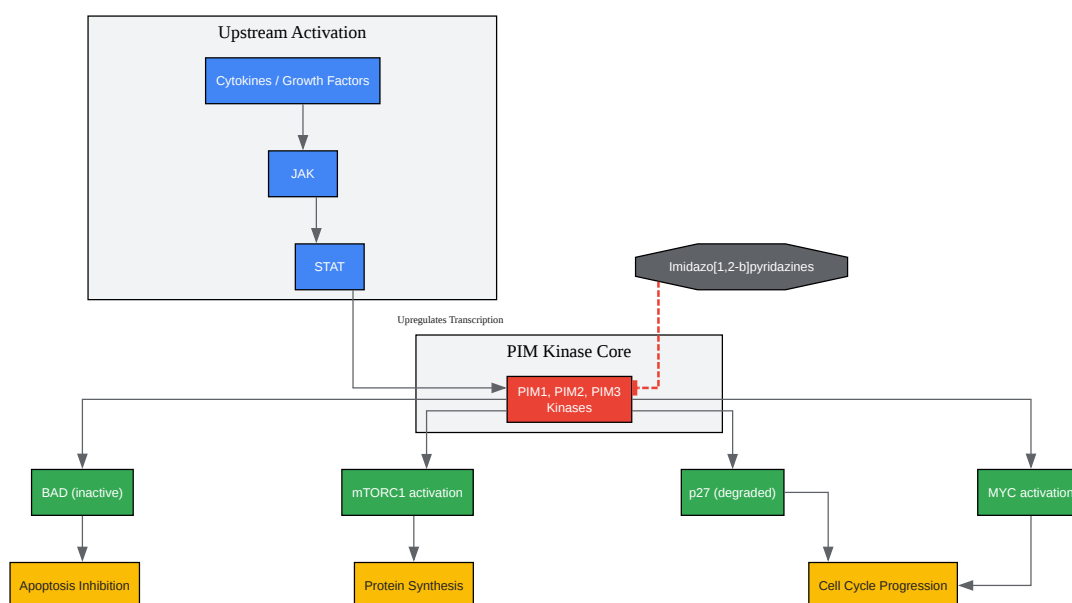 Upstream Activation
Cytokines / Growth Factors
JAK
STAT
Imidazo[1,2-b]pyridazines
Upregulates Transcription
PIM Kinase Core
PIM1, PIM2, PIM3
Kinases
BAD (inactive)
mTORC1 activation
p27 (degraded)
MYC activation
Apoptosis Inhibition
Protein Synthesis
Cell Cycle Progression